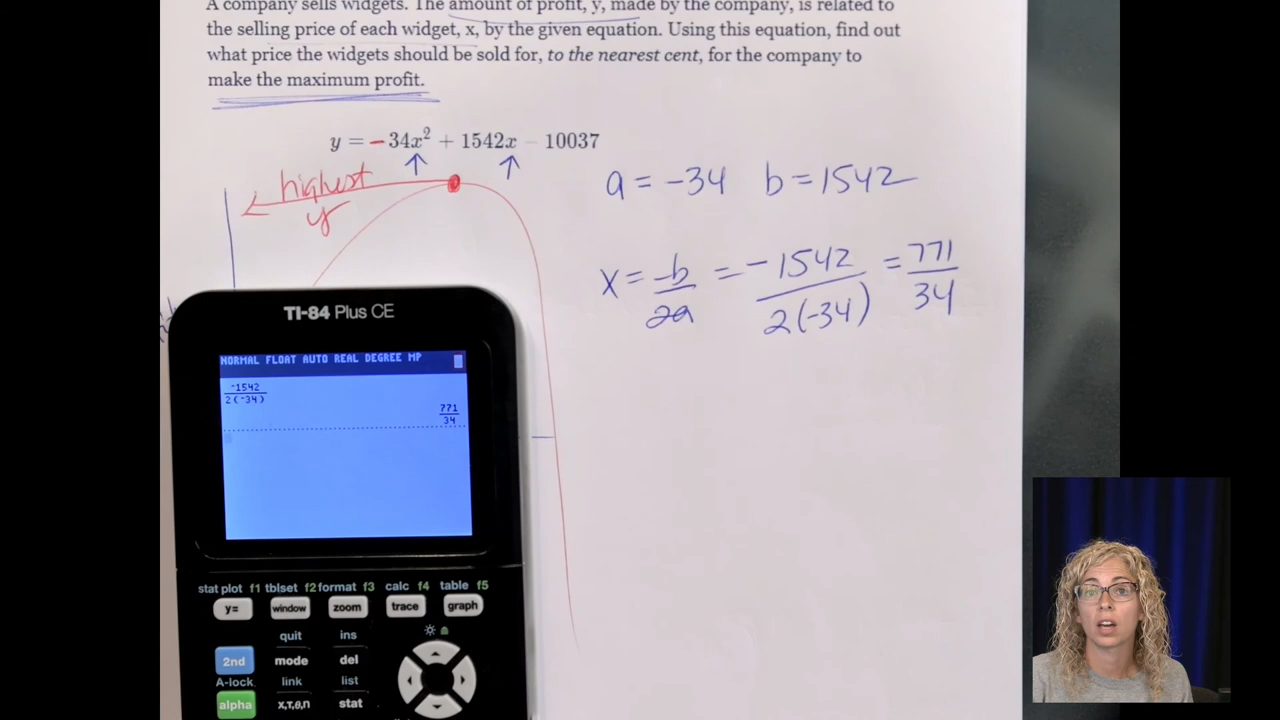 A company sells widgets. The amount of profit, y, made by the company, is related to
the selling price of each widget, x, by the given equation. Using this equation, find out
what price the widgets should be sold for, to the nearest cent, for the company to
make the maximum profit.
y = -34x² + 1542x - 10037
highest
y
a = -34 b = 1542
x = -b/2a = -1542/2(-34) = 771/34
TI-84 Plus CE
NORMAL FLOAT AUTO REAL DEGREE MP
-1542
2(-34)
771
34
stat plot f1 tblset f2 format f3 calc f4 table f5
y= window zoom trace graph
quit ins
2nd mode del
A-lock link list
alpha X,T,θ,n stat